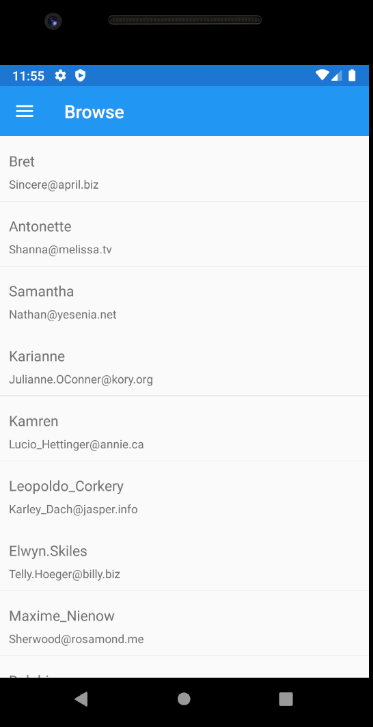 11:55
Browse
Bret
Sincere@april.biz
Antonette
Shanna@melissa.tv
Samantha
Nathan@yesenia.net
Karianne
Julianne.OConner@kory.org
Kamren
Lucio_Hettinger@annie.ca
Leopoldo_Corkery
Karley_Dach@jasper.info
Elwyn.Skiles
Telly.Hoeger@billy.biz
Maxime_Nienow
Sherwood@rosamond.me